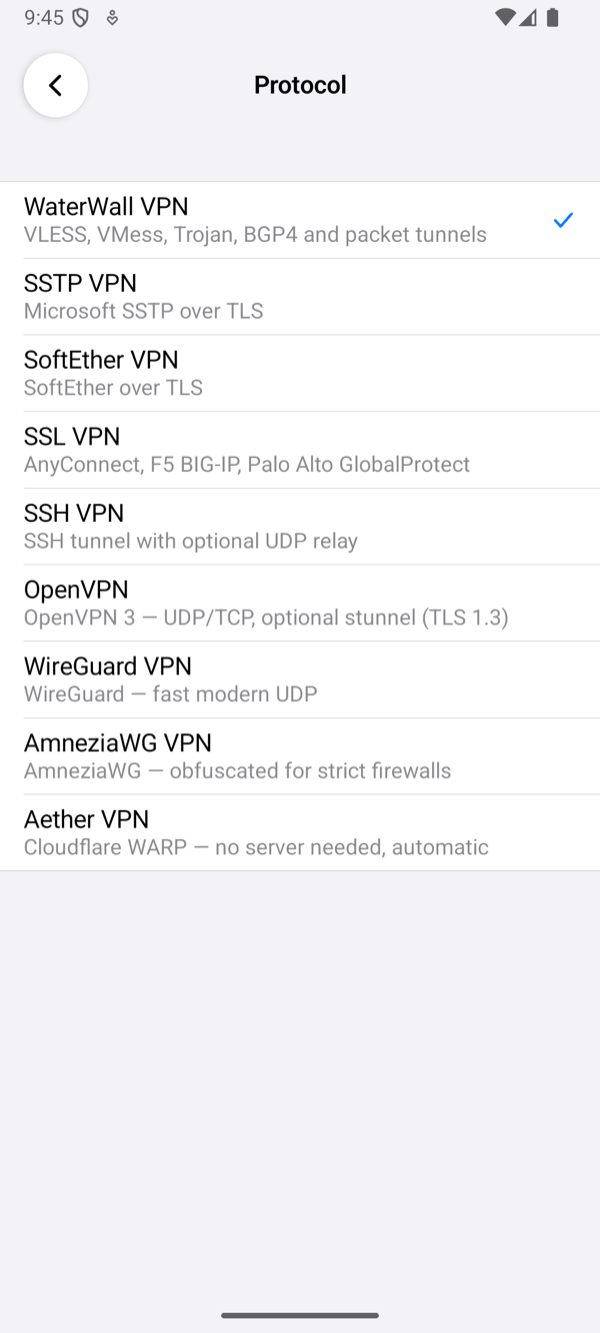 9:45
Protocol
WaterWall VPN
VLESS, VMess, Trojan, BGP4 and packet tunnels
SSTP VPN
Microsoft SSTP over TLS
SoftEther VPN
SoftEther over TLS
SSL VPN
AnyConnect, F5 BIG-IP, Palo Alto GlobalProtect
SSH VPN
SSH tunnel with optional UDP relay
OpenVPN
OpenVPN 3 — UDP/TCP, optional stunnel (TLS 1.3)
WireGuard VPN
WireGuard — fast modern UDP
AmneziaWG VPN
AmneziaWG — obfuscated for strict firewalls
Aether VPN
Cloudflare WARP — no server needed, automatic